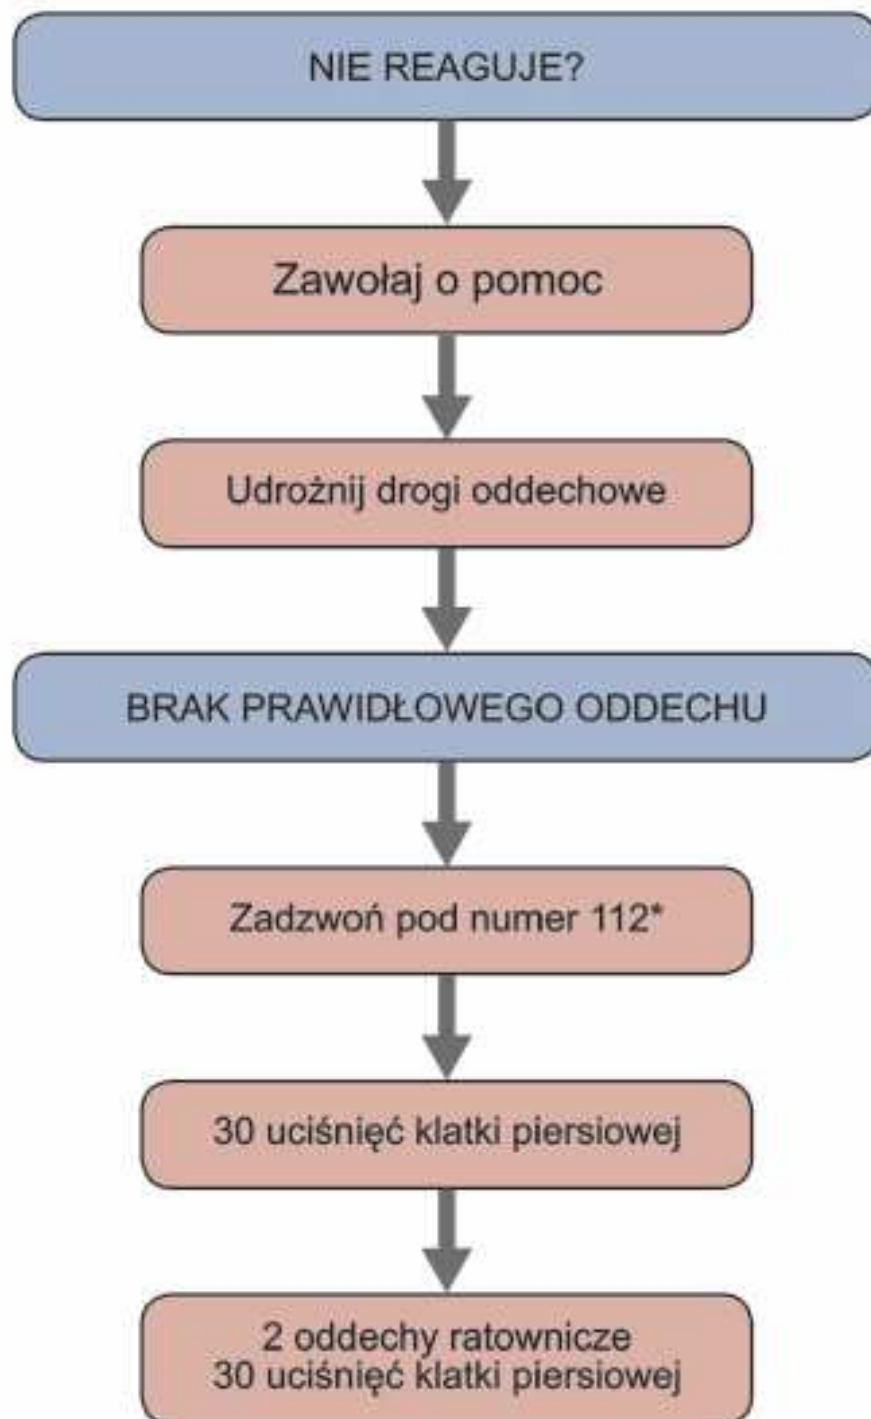 NIE REAGUJE?
Zawołaj o pomoc
Udrożnij drogi oddechowe
BRAK PRAWIDŁOWEGO ODDECHU
Zadzwoń pod numer 112*
30 uciśnięć klatki piersiowej
2 oddechy ratownicze
30 uciśnięć klatki piersiowej